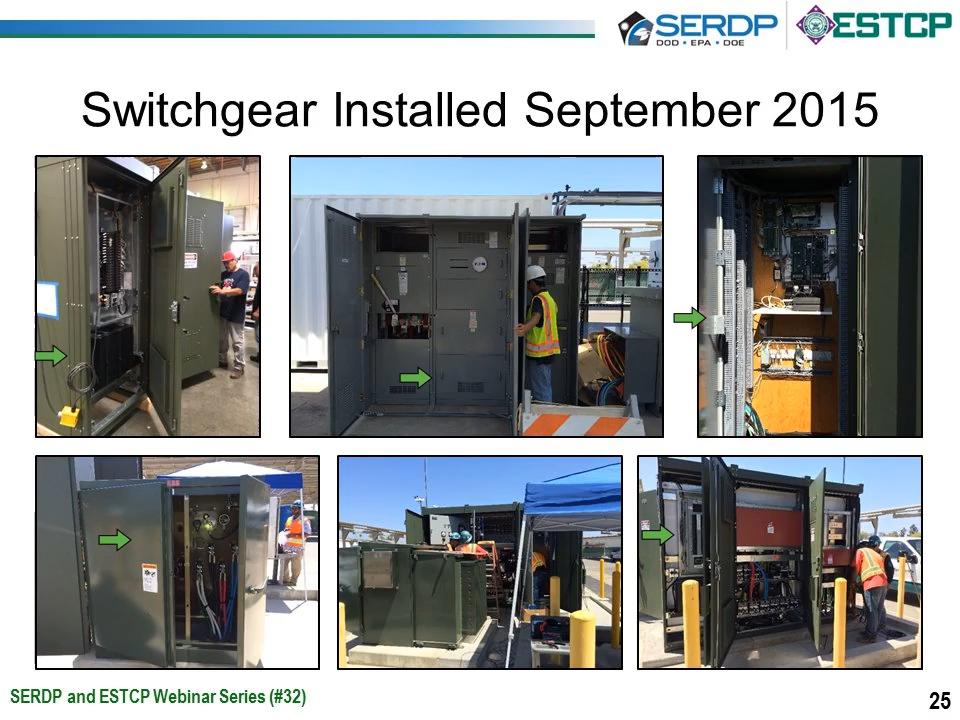 SERDP
DOD • EPA • DOE
ESTCP
Switchgear Installed September 2015
SERDP and ESTCP Webinar Series (#32)
25